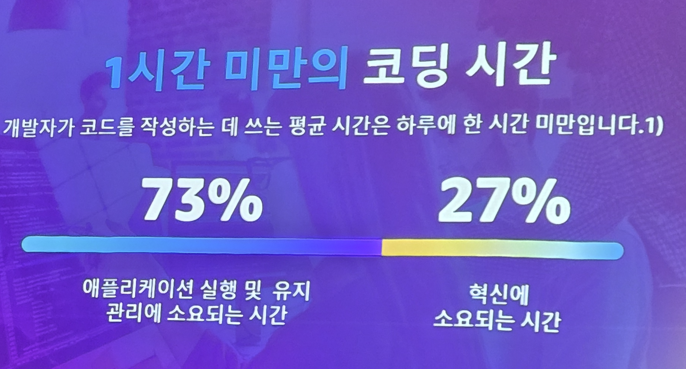 1시간 미만의 코딩 시간
개발자가 코드를 작성하는 데 쓰는 평균 시간은 하루에 한 시간 미만입니다.1)
73%
27%
애플리케이션 실행 및 유지
관리에 소요되는 시간
혁신에
소요되는 시간